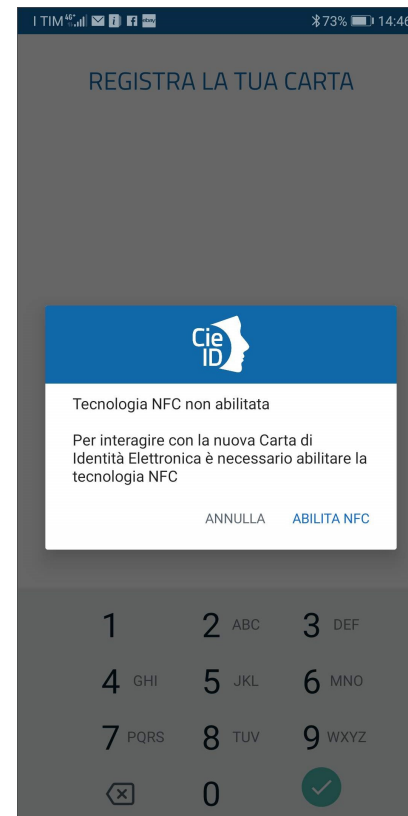 I TIM 4G 73% 14:46
REGISTRA LA TUA CARTA
Cie
ID
Tecnologia NFC non abilitata
Per interagire con la nuova Carta di
Identità Elettronica è necessario abilitare la
tecnologia NFC
ANNULLA ABILITA NFC
1 2 ABC 3 DEF
4 GHI 5 JKL 6 MNO
7 PQRS 8 TUV 9 WXYZ
0